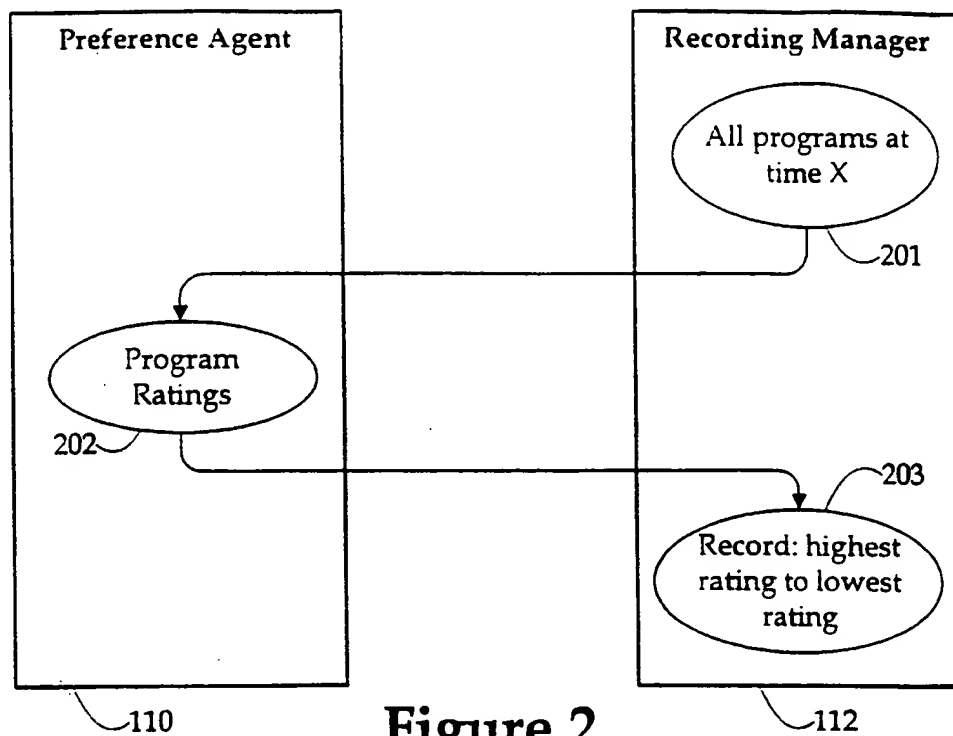 Preference Agent
Recording Manager
All programs at
time X
201
Program
Ratings
202
203
Record: highest
rating to lowest
rating
110
Figure 2
112